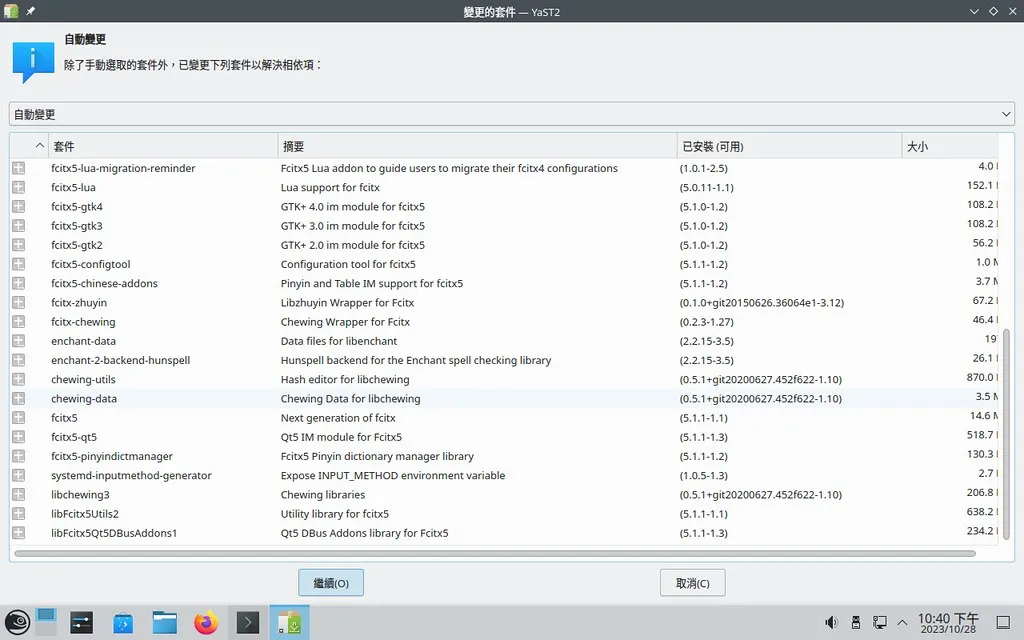 變更的套件 — YaST2
自動變更
除了手動選取的套件外，已變更下列套件以解決相依項：
自動變更
套件 摘要 已安裝 (可用) 大小
fcitx5-lua-migration-reminder Fcitx5 Lua addon to guide users to migrate their fcitx4 configurations (1.0.1-2.5) 4.0
fcitx5-lua Lua support for fcitx (5.0.11-1.1) 152.1
fcitx5-gtk4 GTK+ 4.0 im module for fcitx5 (5.1.0-1.2) 108.2
fcitx5-gtk3 GTK+ 3.0 im module for fcitx5 (5.1.0-1.2) 108.2
fcitx5-gtk2 GTK+ 2.0 im module for fcitx5 (5.1.0-1.2) 56.2
fcitx5-configtool Configuration tool for fcitx5 (5.1.1-1.2) 1.0 M
fcitx5-chinese-addons Pinyin and Table IM support for fcitx5 (5.1.1-1.2) 3.7 M
fcitx-zhuyin Libzhuyin Wrapper for Fcitx (0.1.0+git20150626.36064e1-3.12) 67.2
fcitx-chewing Chewing Wrapper for Fcitx (0.2.3-1.27) 46.4
enchant-data Data files for libenchant (2.2.15-3.5) 19
enchant-2-backend-hunspell Hunspell backend for the Enchant spell checking library (2.2.15-3.5) 26.1
chewing-utils Hash editor for libchewing (0.5.1+git20200627.452f622-1.10) 870.0
chewing-data Chewing Data for libchewing (0.5.1+git20200627.452f622-1.10) 3.5 M
fcitx5 Next generation of fcitx (5.1.1-1.1) 14.6 M
fcitx5-qt5 Qt5 IM module for Fcitx5 (5.1.1-1.3) 518.7
fcitx5-pinyindictmanager Fcitx5 Pinyin dictionary manager library (5.1.1-1.2) 130.3
systemd-inputmethod-generator Expose INPUT_METHOD environment variable (1.0.5-1.3) 2.7
libchewing3 Chewing libraries (0.5.1+git20200627.452f622-1.10) 206.8
libFcitx5Utils2 Utility library for fcitx5 (5.1.1-1.1) 638.2
libFcitx5Qt5DBusAddons1 Qt5 DBus Addons library for Fcitx5 (5.1.1-1.3) 234.2
繼續(O) 取消(C)
10:40 下午
2023/10/28